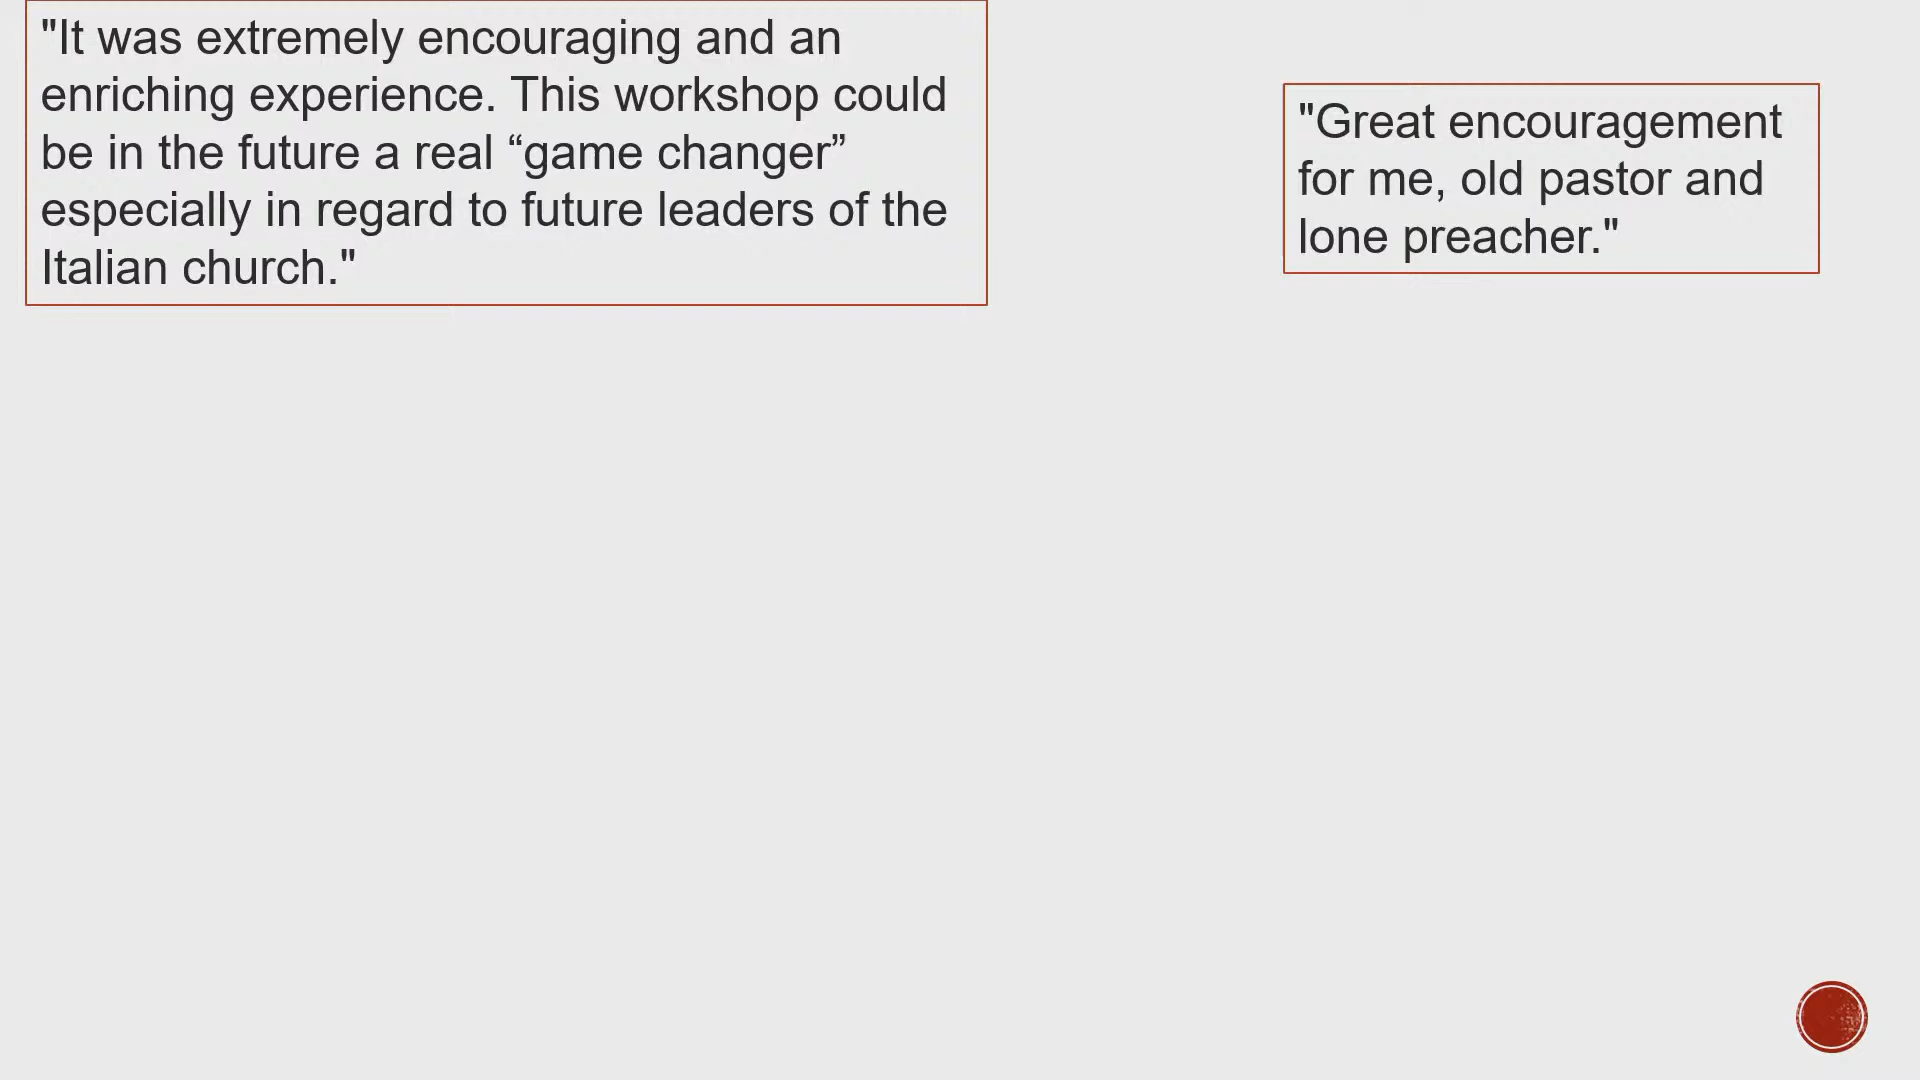 "It was extremely encouraging and an
enriching experience. This workshop could
be in the future a real “game changer”
especially in regard to future leaders of the
Italian church."
"Great encouragement
for me, old pastor and
lone preacher."